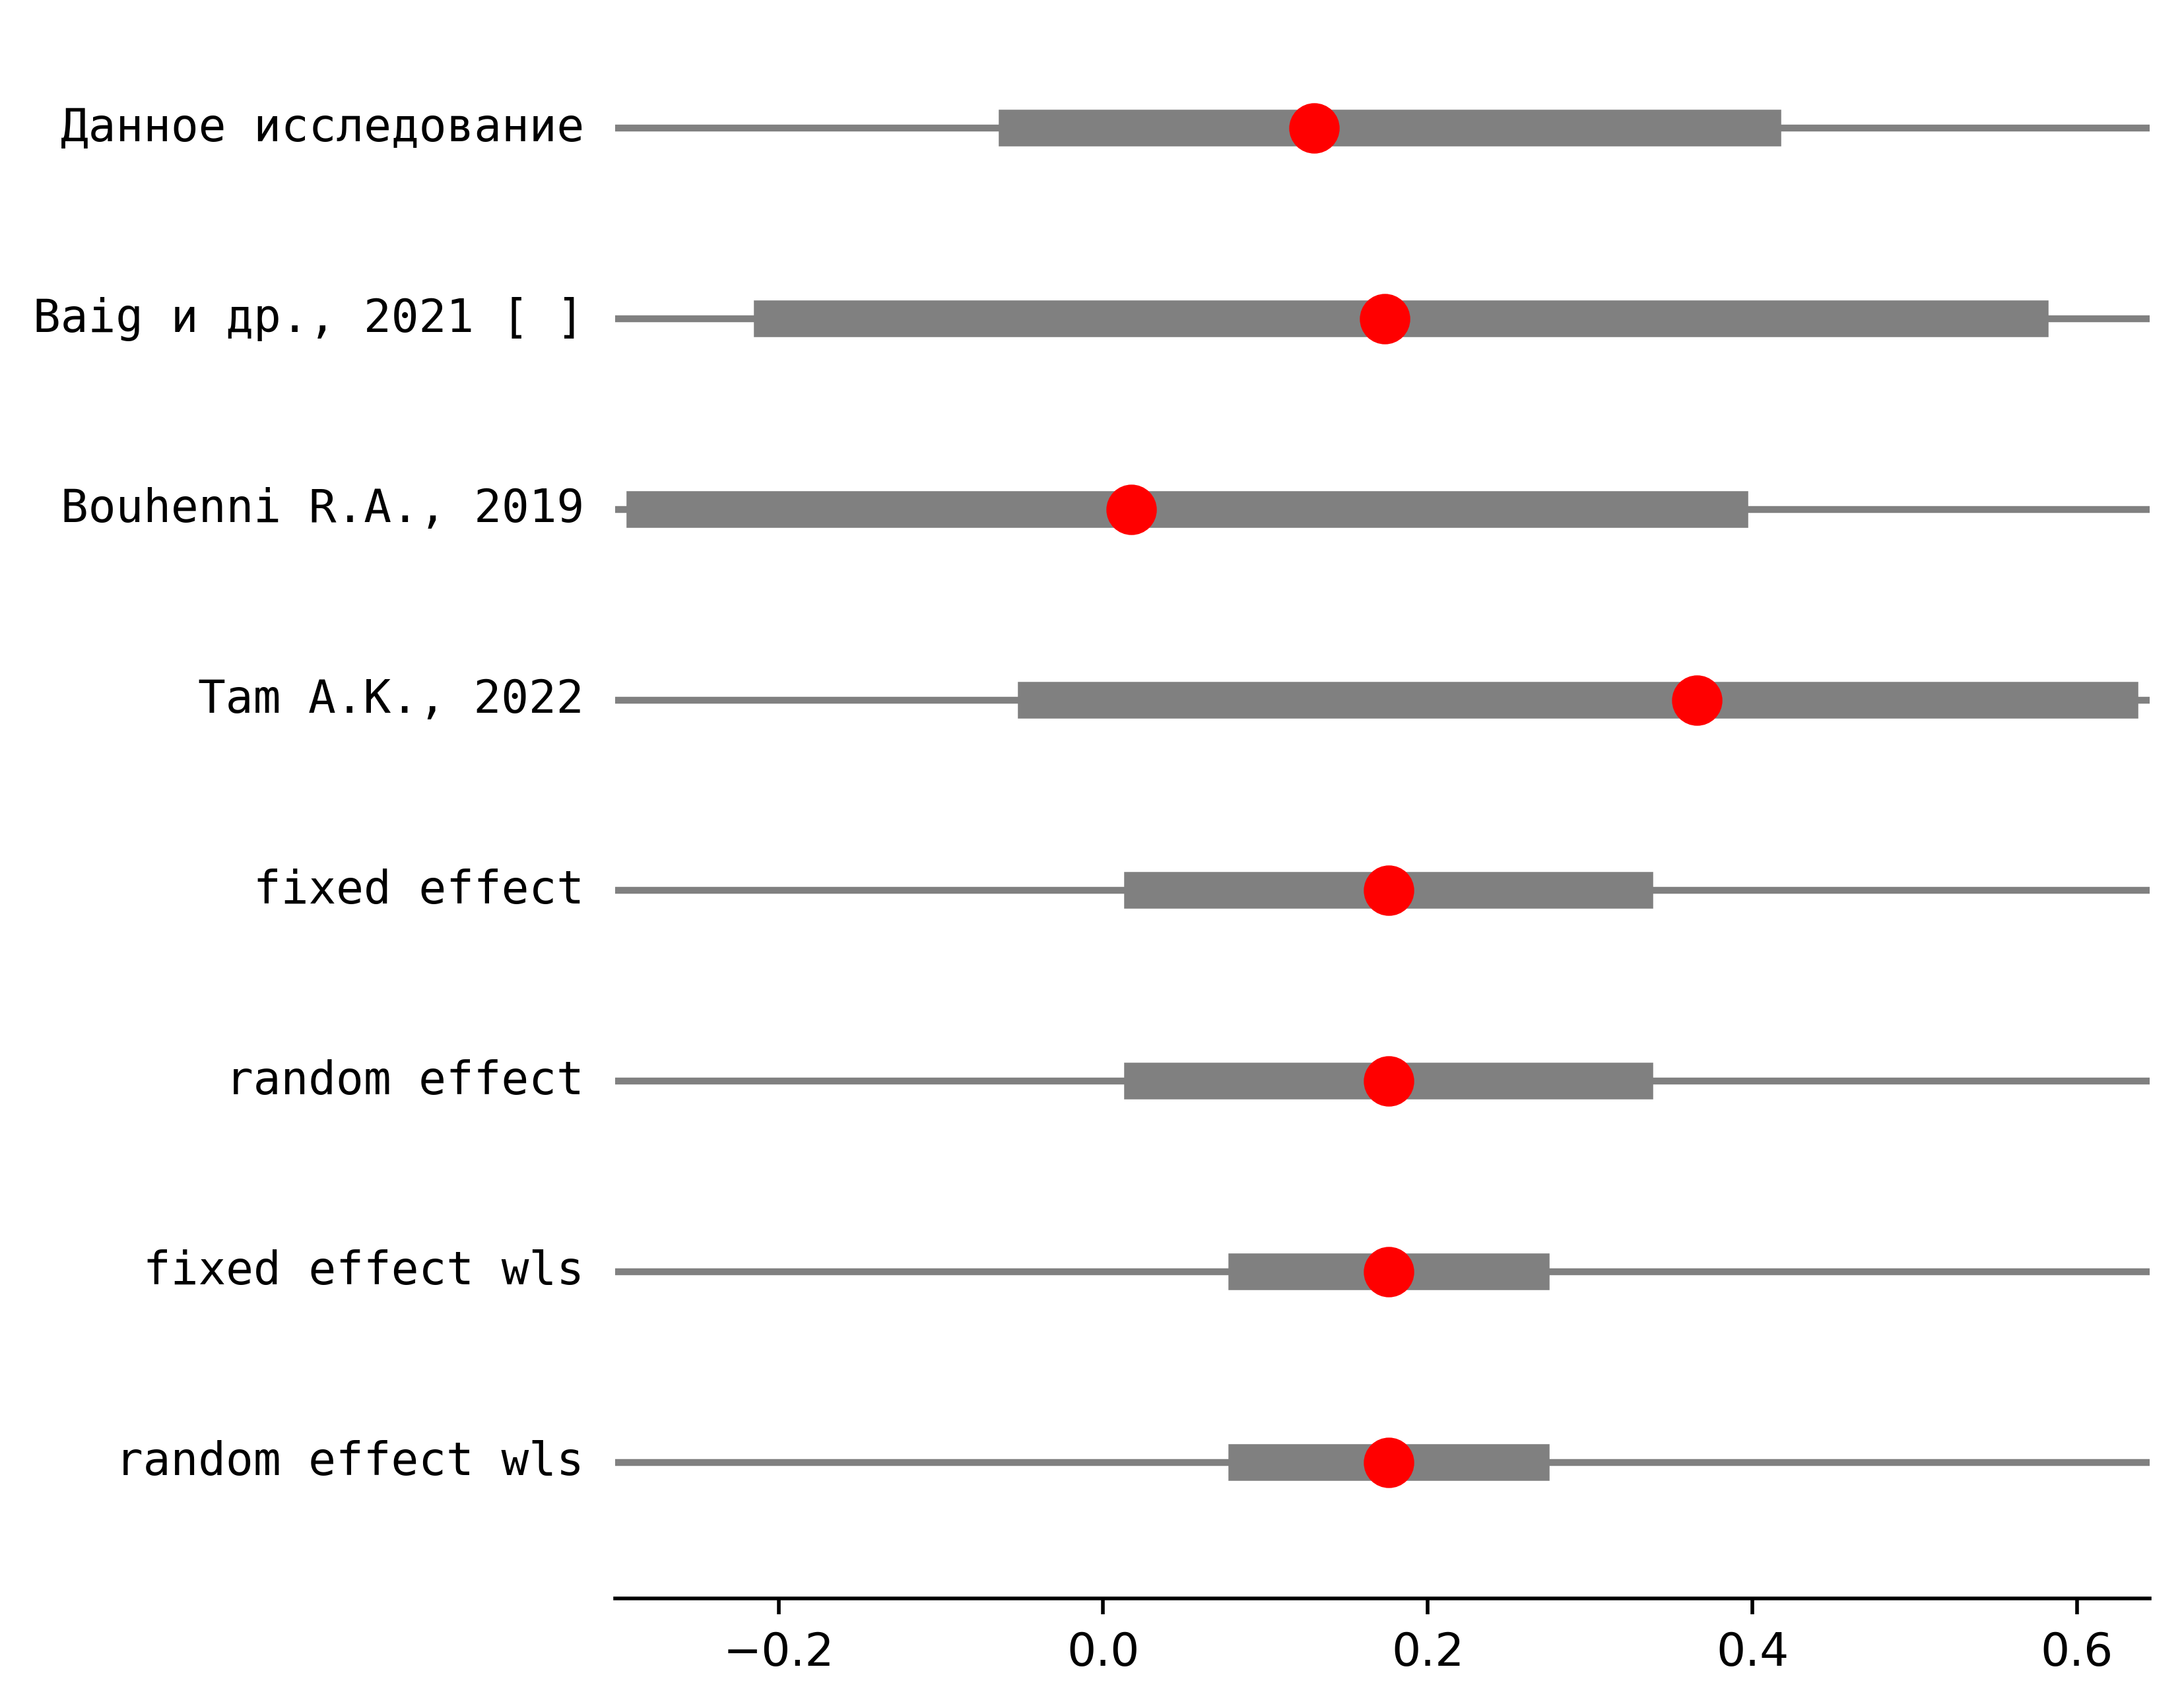 Данное исследование
Baig и др., 2021 [ ]
Bouhenni R.A., 2019
Tam A.K., 2022
fixed effect
random effect
fixed effect wls
random effect wls
−0.2 0.0 0.2 0.4 0.6